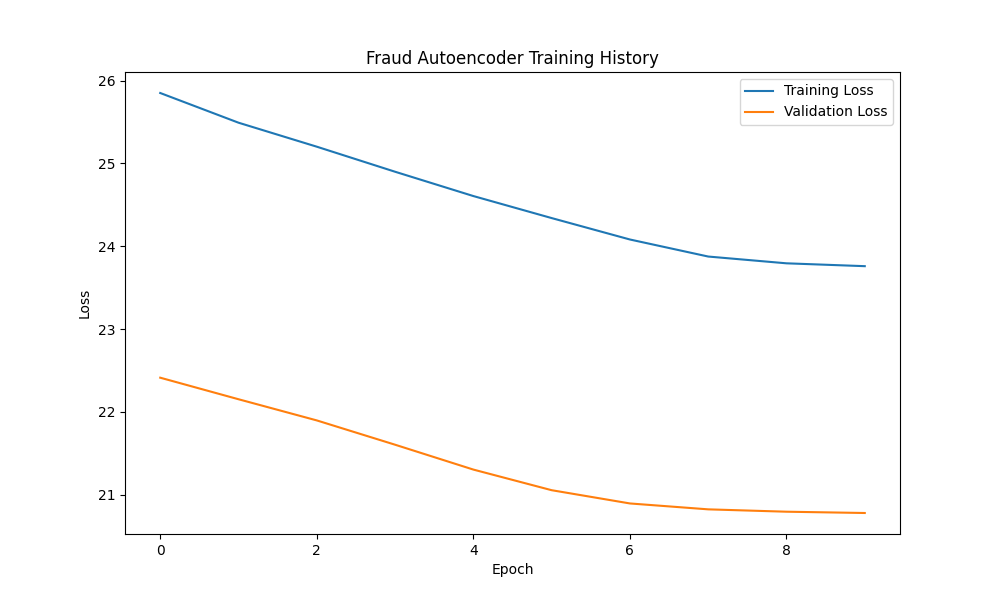 Fraud Autoencoder Training History
26
25
24
23
22
21
Loss
Training Loss
Validation Loss
0 2 4 6 8
Epoch